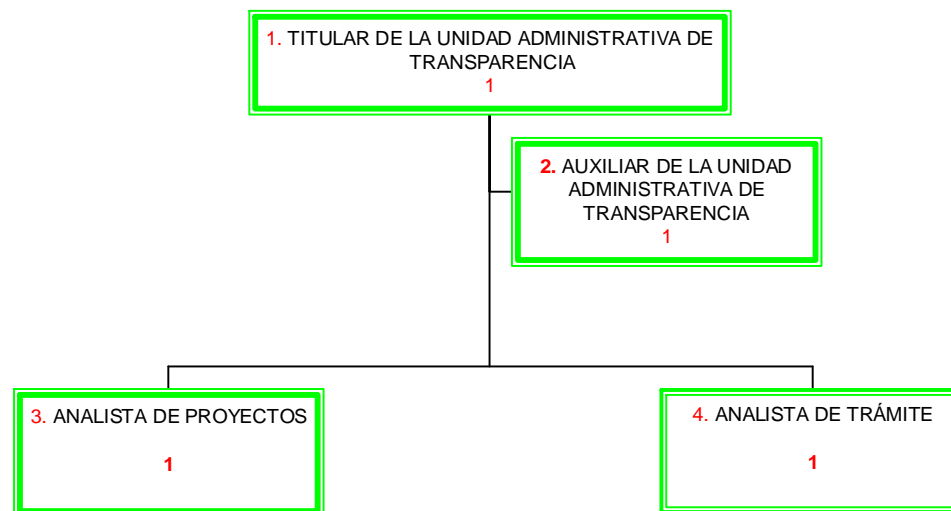 1. TITULAR DE LA UNIDAD ADMINISTRATIVA DE
TRANSPARENCIA
1
2. AUXILIAR DE LA UNIDAD
ADMINISTRATIVA DE
TRANSPARENCIA
1
3. ANALISTA DE PROYECTOS
1
4. ANALISTA DE TRÁMITE
1